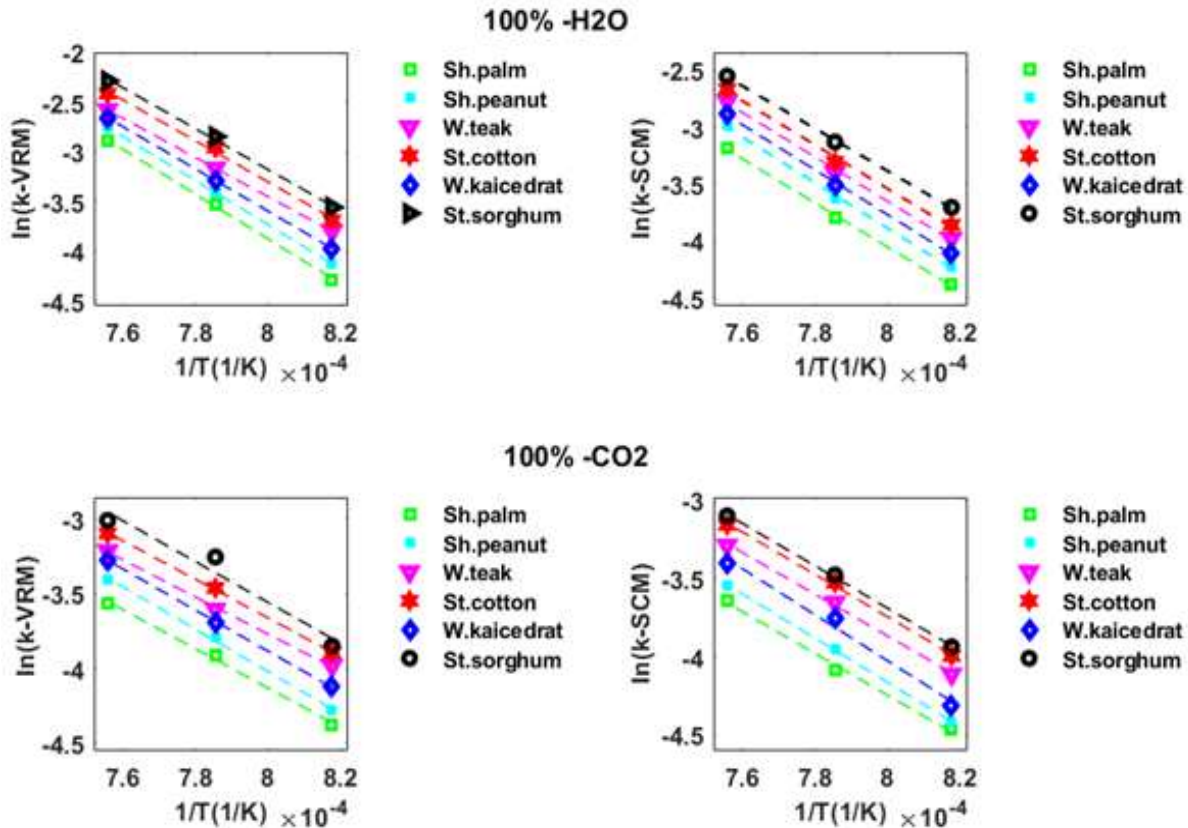 100% -H2O
-2
-2.5
-3
-3.5
-4
-4.5
ln(k-VRM)
7.6 7.8 8 8.2
1/T(1/K) ×10-4
Sh.palm
Sh.peanut
W.teak
St.cotton
W.kaicedrat
St.sorghum
-2.5
-3
-3.5
-4
-4.5
ln(k-SCM)
7.6 7.8 8 8.2
1/T(1/K) ×10-4
Sh.palm
Sh.peanut
W.teak
St.cotton
W.kaicedrat
St.sorghum
100% -CO2
-3
-3.5
-4
-4.5
ln(k-VRM)
7.6 7.8 8 8.2
1/T(1/K) ×10-4
Sh.palm
Sh.peanut
W.teak
St.cotton
W.kaicedrat
St.sorghum
-3
-3.5
-4
-4.5
ln(k-SCM)
7.6 7.8 8 8.2
1/T(1/K) ×10-4
Sh.palm
Sh.peanut
W.teak
St.cotton
W.kaicedrat
St.sorghum